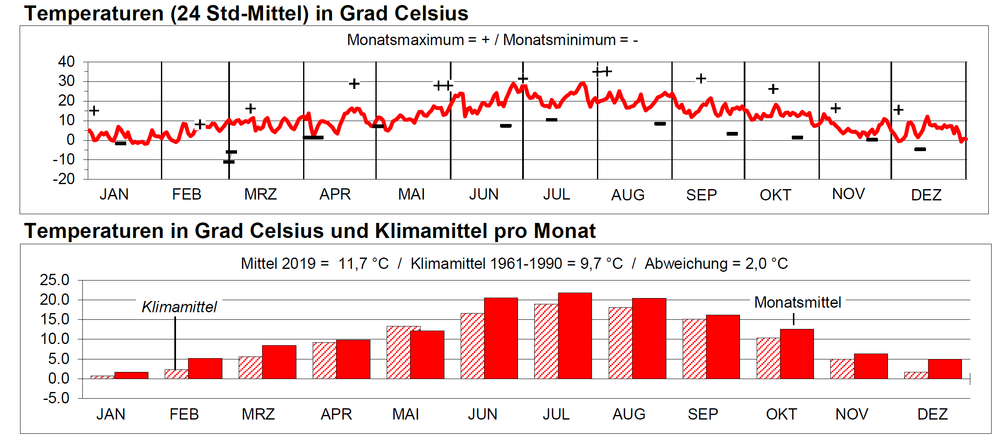 Temperaturen (24 Std-Mittel) in Grad Celsius
Monatsmaximum = + / Monatsminimum = -
40
30
20
10
0
-10
-20
JAN FEB MRZ APR MAI JUN JUL AUG SEP OKT NOV DEZ
Temperaturen in Grad Celsius und Klimamittel pro Monat
Mittel 2019 = 11,7 °C / Klimamittel 1961-1990 = 9,7 °C / Abweichung = 2,0 °C
25.0
20.0
Klimamittel
Monatsmittel
15.0
10.0
5.0
0.0
-5.0
JAN FEB MRZ APR MAI JUN JUL AUG SEP OKT NOV DEZ